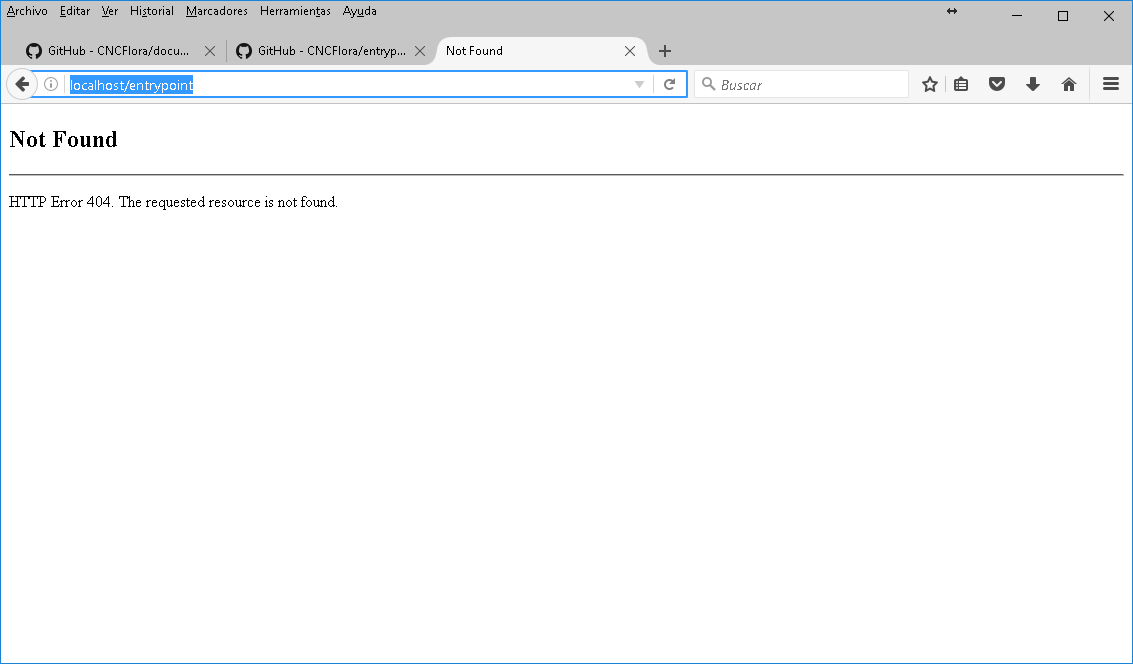 Archivo Editar Ver Historial Marcadores Herramientas Ayuda
GitHub - CNCFlora/docu... GitHub - CNCFlora/entryp... Not Found
localhost/entrypoint Buscar
Not Found
HTTP Error 404. The requested resource is not found.